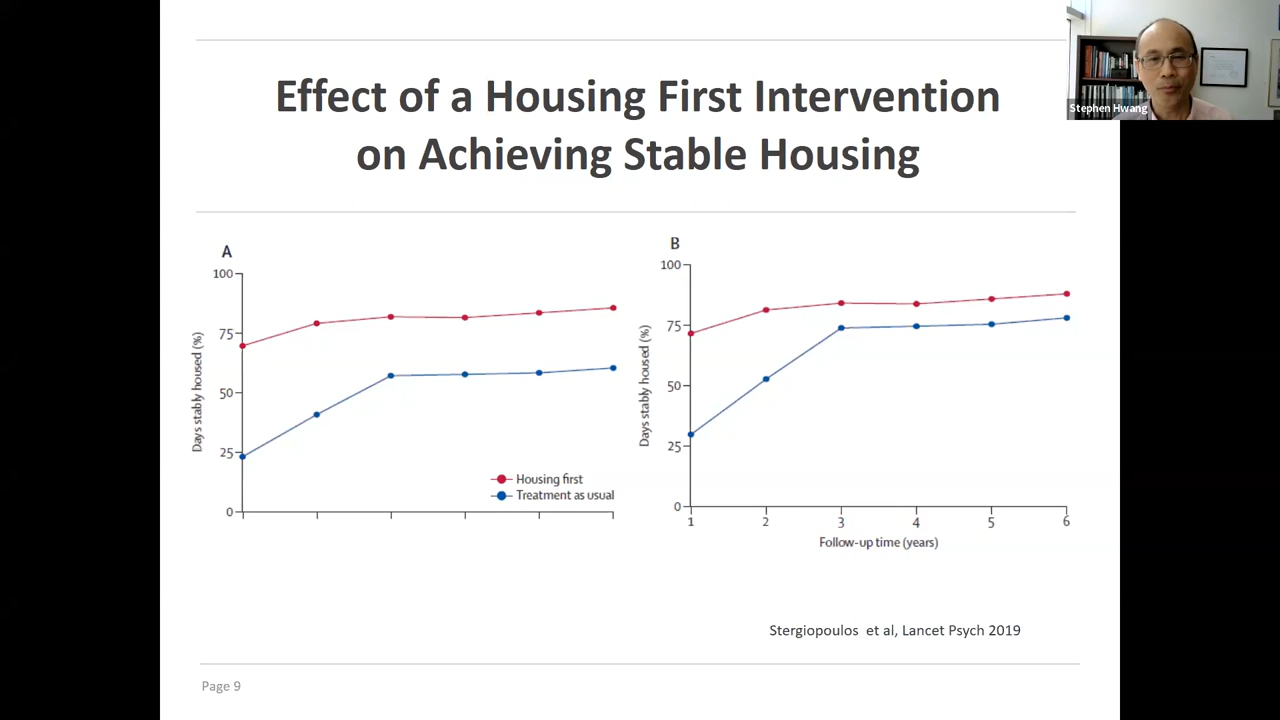 Stephen Hwang
Effect of a Housing First Intervention
on Achieving Stable Housing
A
100
75
50
25
0
Days stably housed (%)
Housing first
Treatment as usual
B
100
75
50
25
0
Days stably housed (%)
1 2 3 4 5 6
Follow-up time (years)
Stergiopoulos et al, Lancet Psych 2019
Page 9